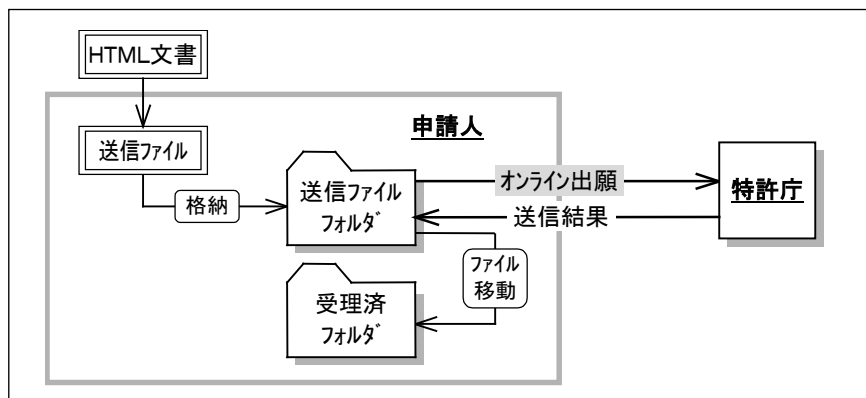 HTML文書
申請人
送信ファイル
格納
送信ファイル
フォルダ
オンライン出願
送信結果
特許庁
ファイル
移動
受理済
フォルダ